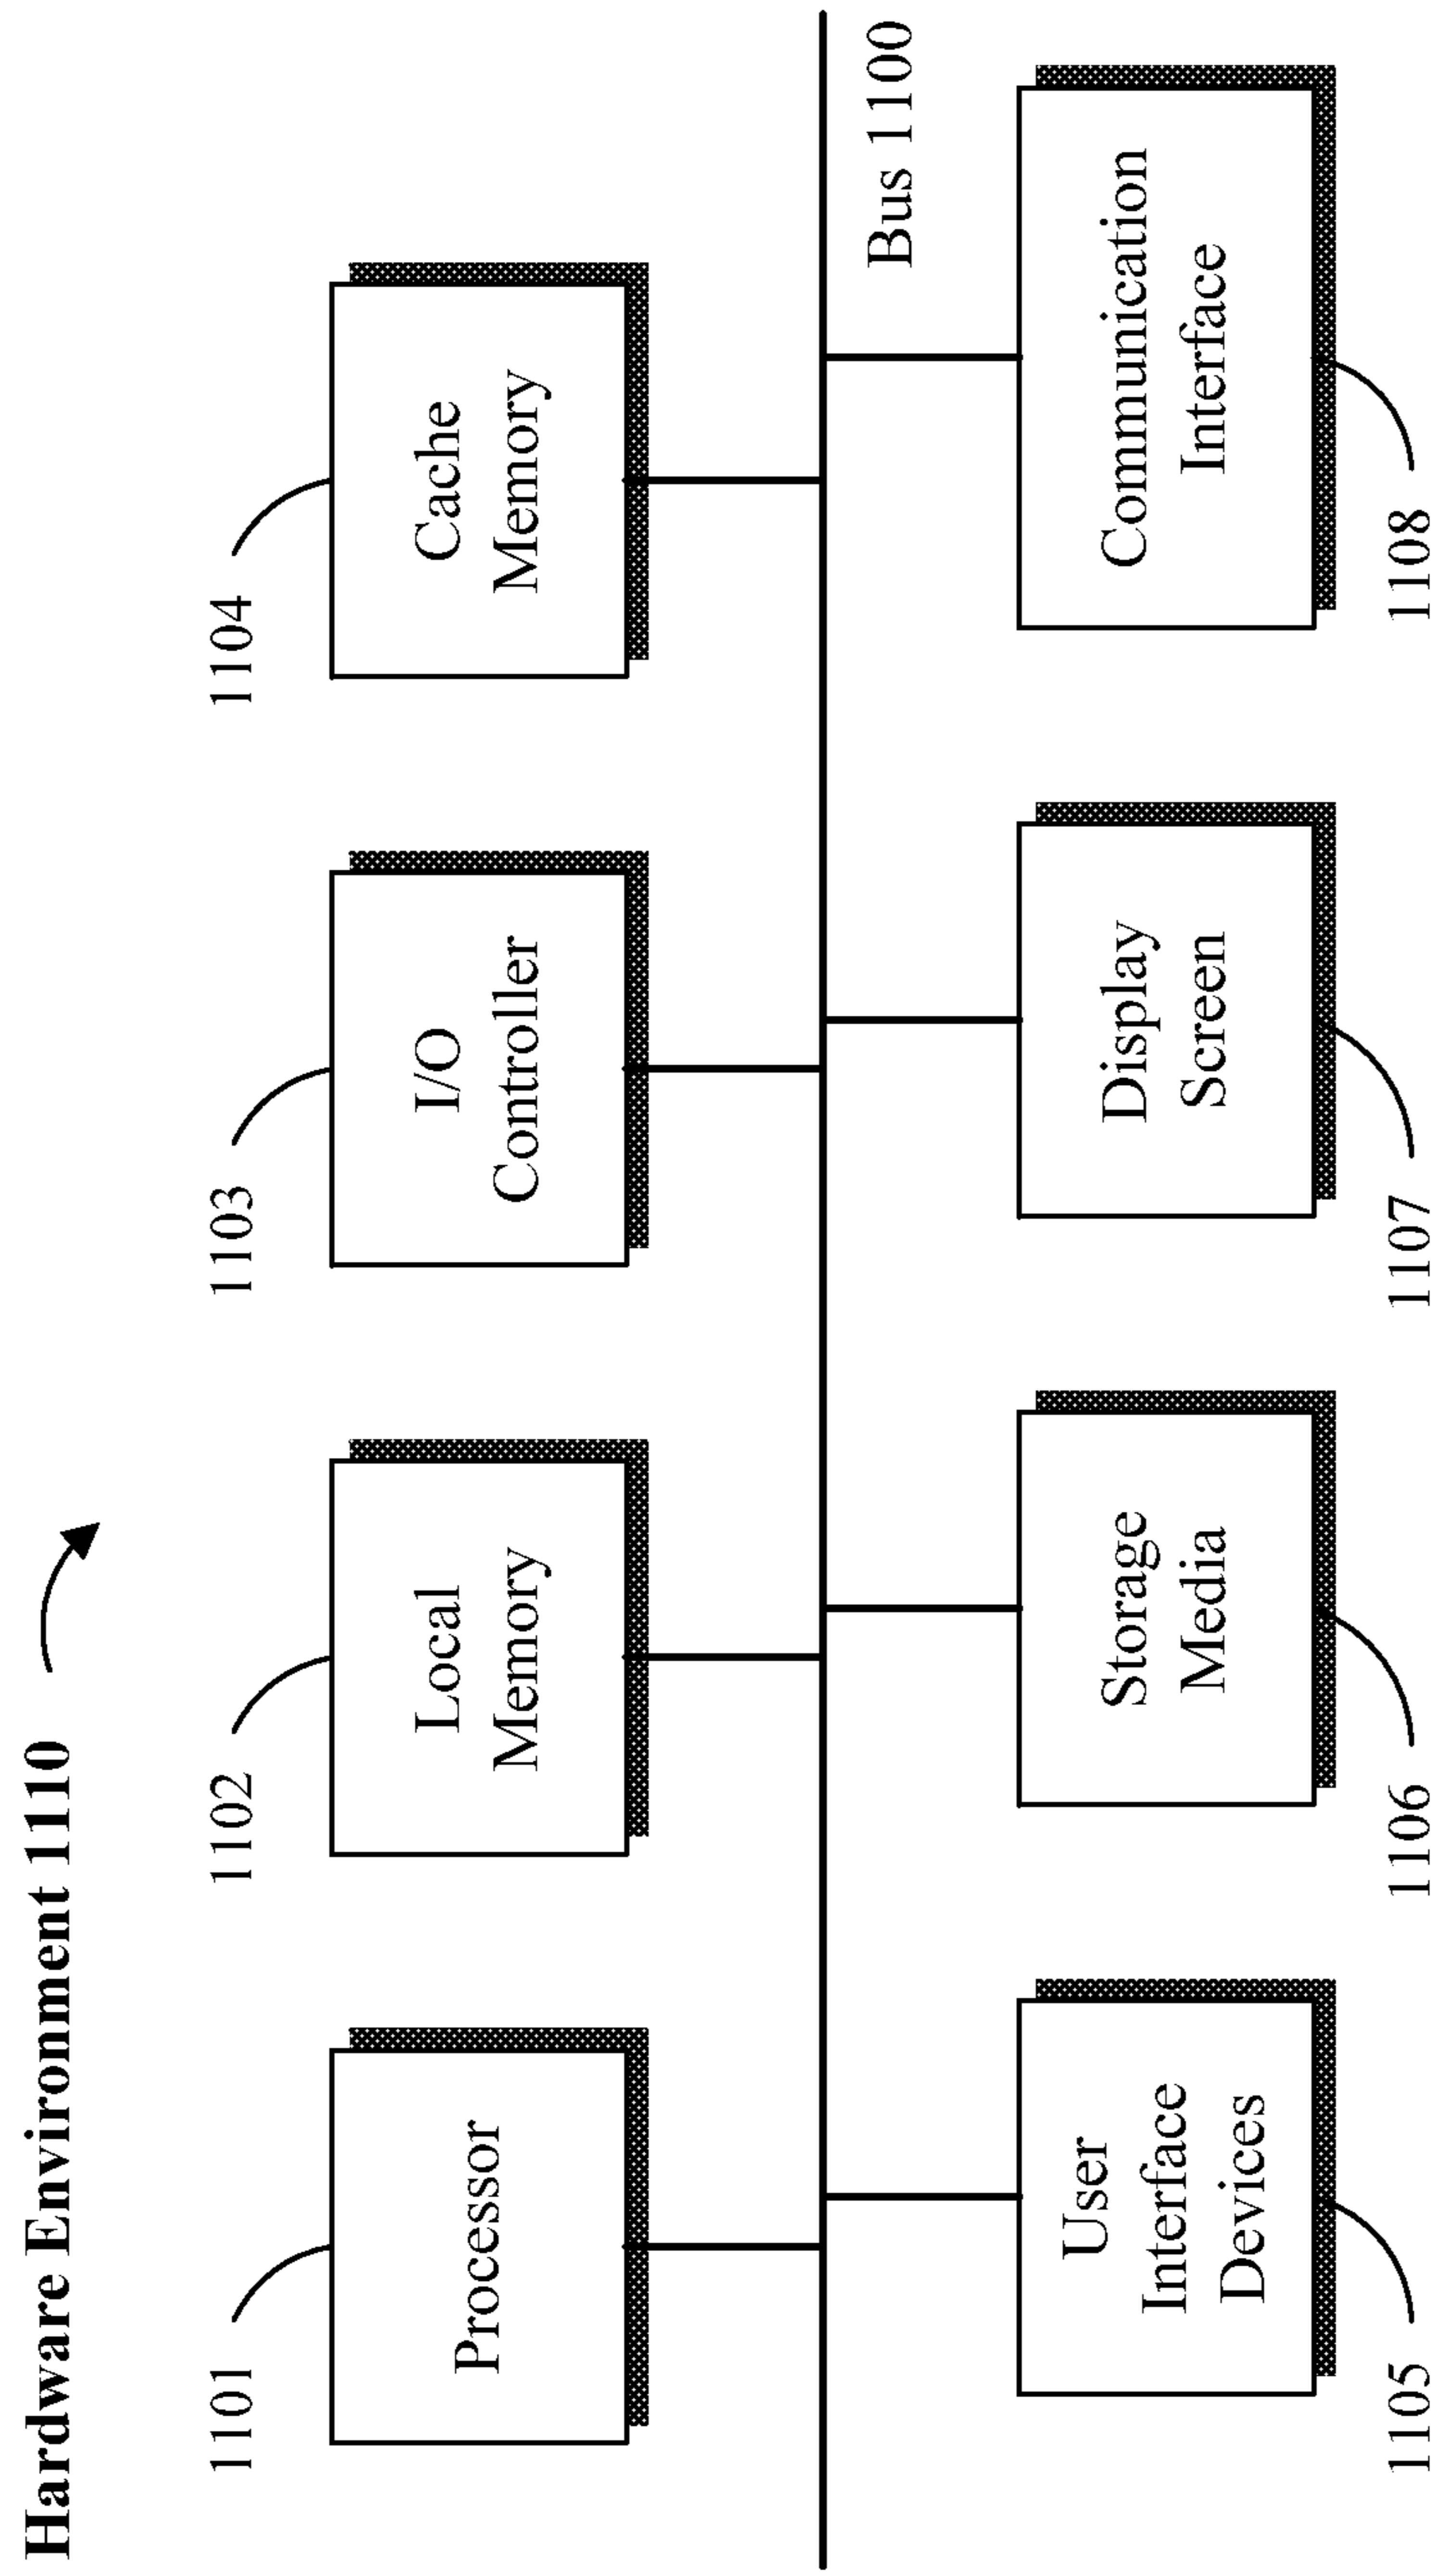 Hardware Environment 1110
1101
Processor
1102
Local
Memory
1103
I/O
Controller
1104
Cache
Memory
Bus 1100
User
Interface
Devices
1105
Storage
Media
1106
Display
Screen
1107
Communication
Interface
1108